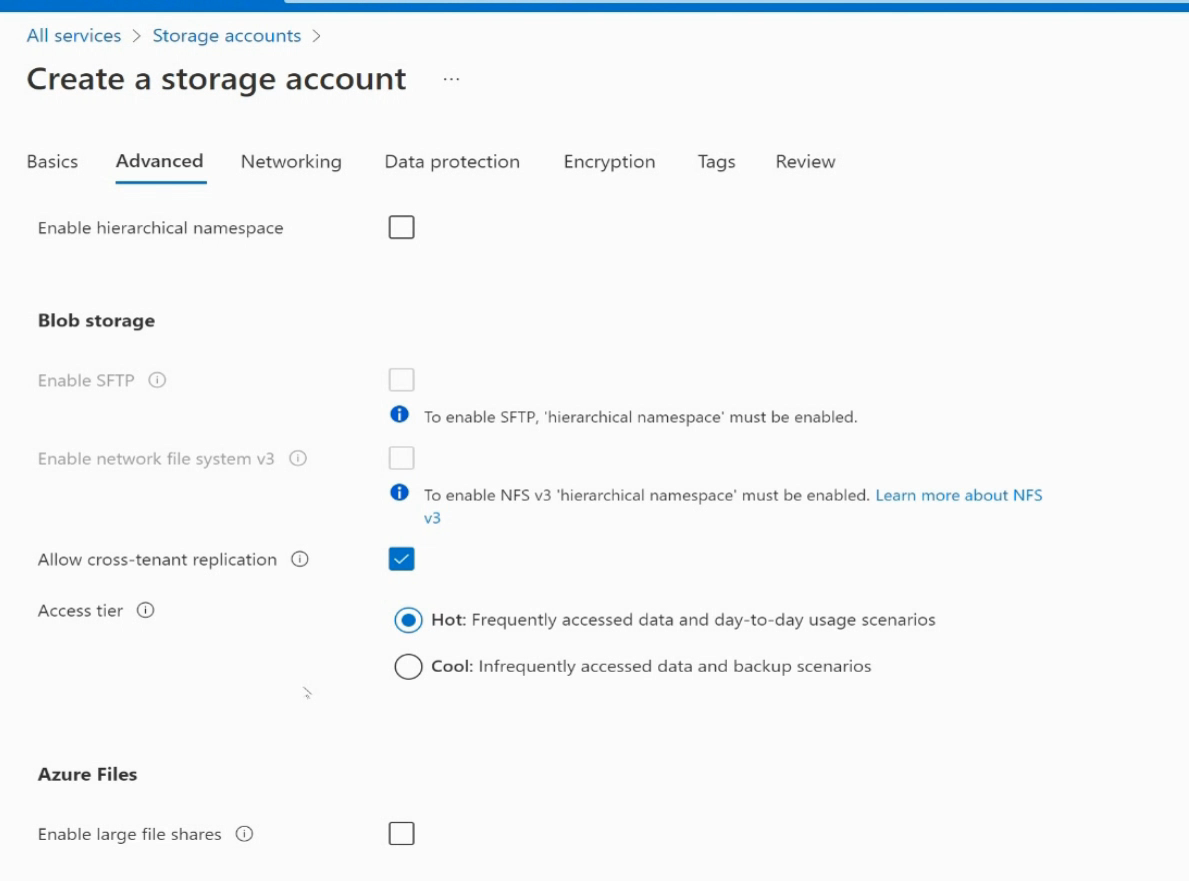 All services > Storage accounts >
Create a storage account ...
Basics Advanced Networking Data protection Encryption Tags Review
Enable hierarchical namespace
Blob storage
Enable SFTP
To enable SFTP, 'hierarchical namespace' must be enabled.
Enable network file system v3
To enable NFS v3 'hierarchical namespace' must be enabled. Learn more about NFS
v3
Allow cross-tenant replication
Access tier
Hot: Frequently accessed data and day-to-day usage scenarios
Cool: Infrequently accessed data and backup scenarios
Azure Files
Enable large file shares